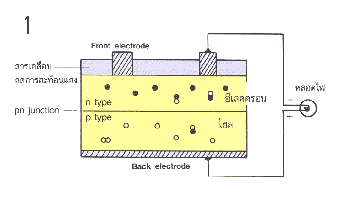 1
Front electrode
สารเคลือบ
ลดการสะท้อนแสง
n type
อีเลคตรอน
หลอดไฟ
pn junction
p type
โฮล
Back electrode